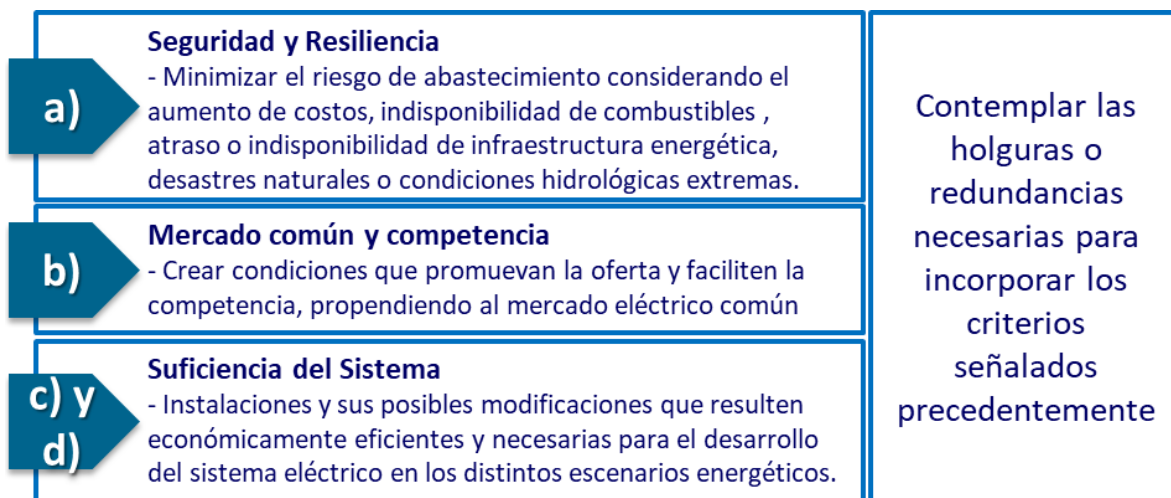 a)
Seguridad y Resiliencia
- Minimizar el riesgo de abastecimiento considerando el
aumento de costos, indisponibilidad de combustibles ,
atraso o indisponibilidad de infraestructura energética,
desastres naturales o condiciones hidrológicas extremas.
b)
Mercado común y competencia
- Crear condiciones que promuevan la oferta y faciliten la
competencia, propendiendo al mercado eléctrico común
c) y
d)
Suficiencia del Sistema
- Instalaciones y sus posibles modificaciones que resulten
económicamente eficientes y necesarias para el desarrollo
del sistema eléctrico en los distintos escenarios energéticos.
Contemplar las
holguras o
redundancias
necesarias para
incorporar los
criterios
señalados
precedentemente